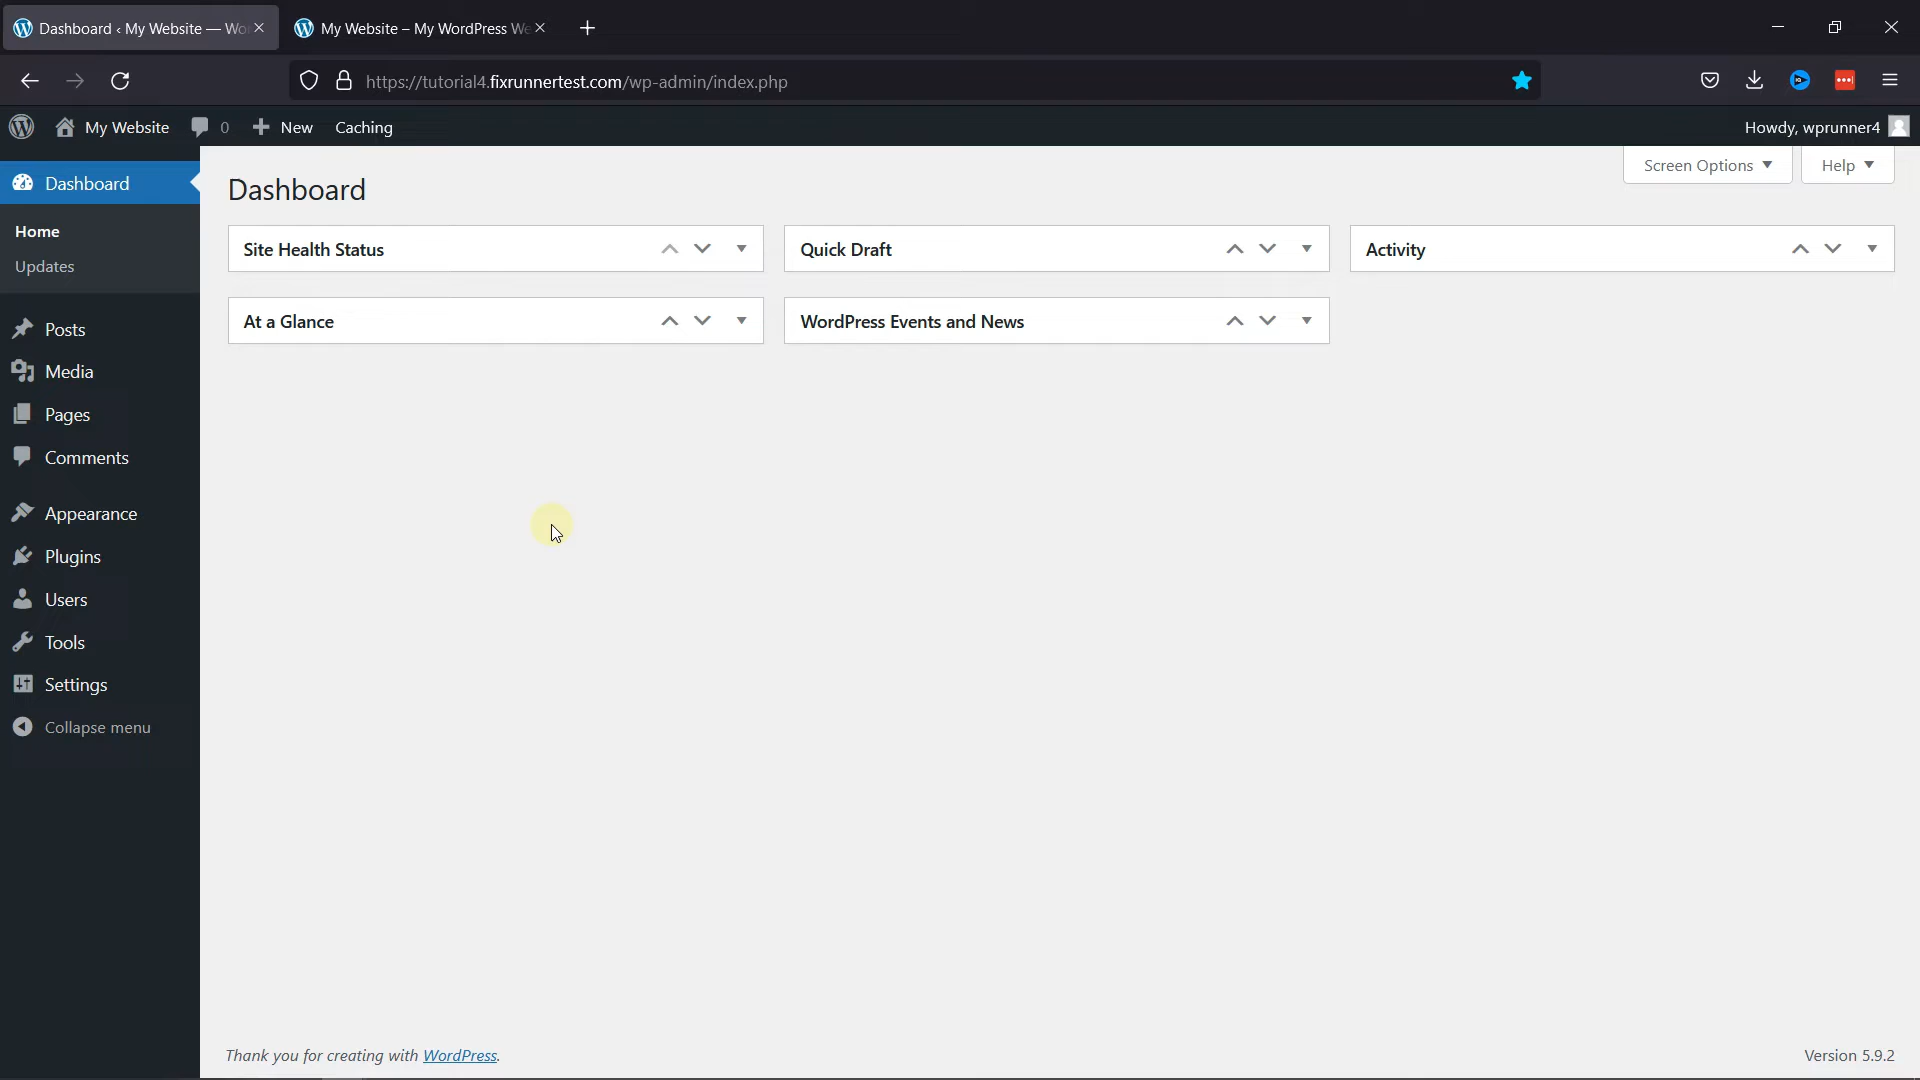 Dashboard ‹ My Website — Wo
My Website – My WordPress We
https://tutorial4.fixrunnertest.com/wp-admin/index.php
My Website
0
New
Caching
Howdy, wprunner4
Dashboard
Home
Updates
Posts
Media
Pages
Comments
Appearance
Plugins
Users
Tools
Settings
Collapse menu
Screen Options
Help
Dashboard
Site Health Status
Quick Draft
Activity
At a Glance
WordPress Events and News
Thank you for creating with WordPress.
Version 5.9.2